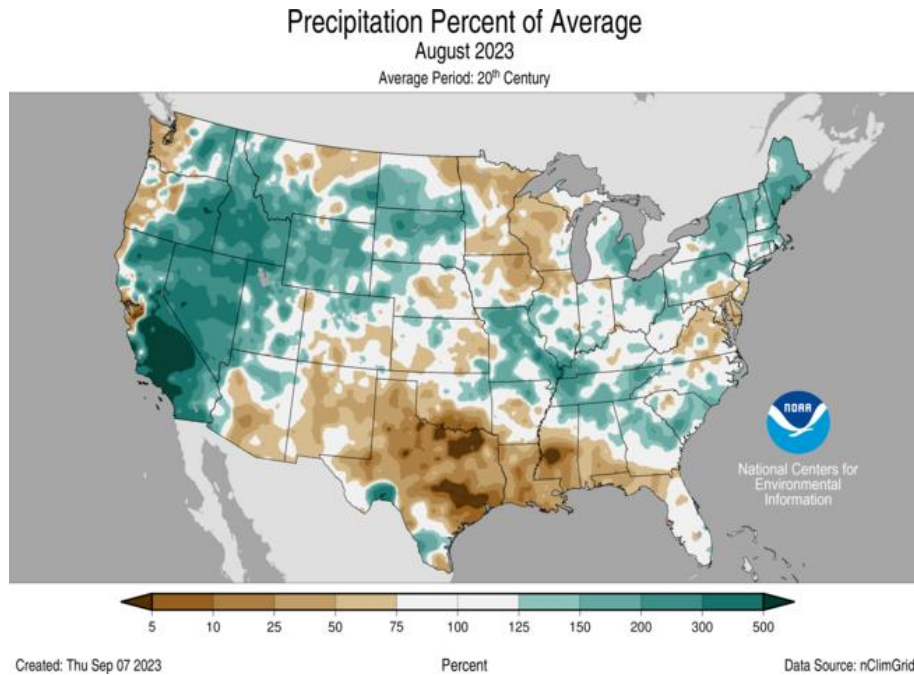 Precipitation Percent of Average
August 2023
Average Period: 20th Century
NOAA
National Centers for
Environmental
Information
5 10 25 50 75 100 125 150 200 300 500
Created: Thu Sep 07 2023 Percent Data Source: nClimGrid